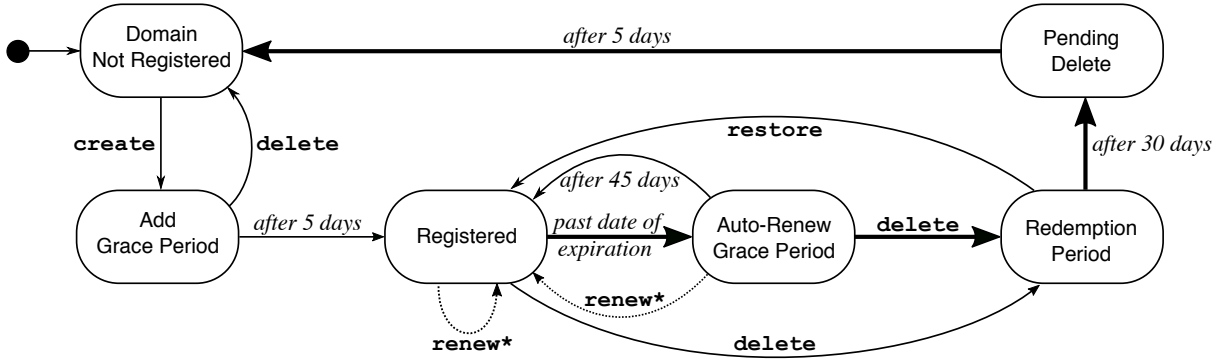 Domain
Not Registered
after 5 days
Pending
Delete
create
delete
restore
after 30 days
after 45 days
Add
Grace Period
after 5 days
Registered
past date of
expiration
Auto-Renew
Grace Period
delete
Redemption
Period
renew*
renew*
delete